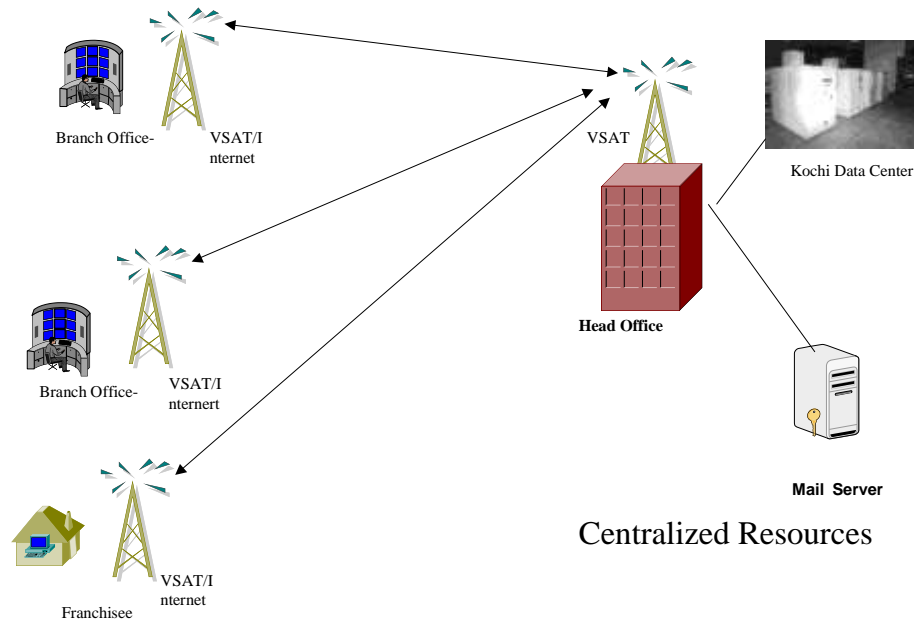 Branch Office-
VSAT/I
nternet
VSAT
Kochi Data Center
Head Office
Branch Office-
VSAT/I
nternert
Mail Server
Centralized Resources
Franchisee
VSAT/I
nternet